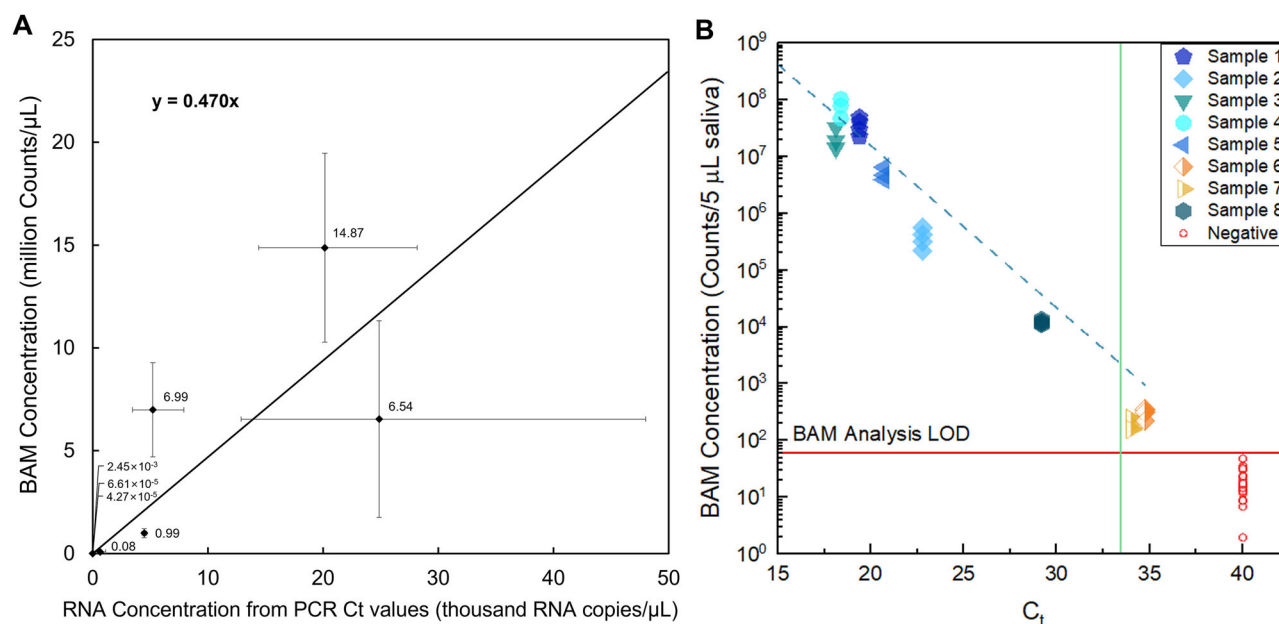 A
25
20
15
10
5
0
BAM Concentration (million Counts/µL)
y = 0.470x
14.87
6.99
6.54
2.45×10⁻³
6.61×10⁻⁵
4.27×10⁻⁵
0.99
0.08
0 10 20 30 40 50
RNA Concentration from PCR Ct values (thousand RNA copies/µL)
B
10⁹
10⁸
10⁷
10⁶
10⁵
10⁴
10³
10²
10¹
10⁰
BAM Concentration (Counts/5 µL saliva)
Sample 1
Sample 2
Sample 3
Sample 4
Sample 5
Sample 6
Sample 7
Sample 8
Negative
BAM Analysis LOD
15 20 25 30 35 40
Cₜ